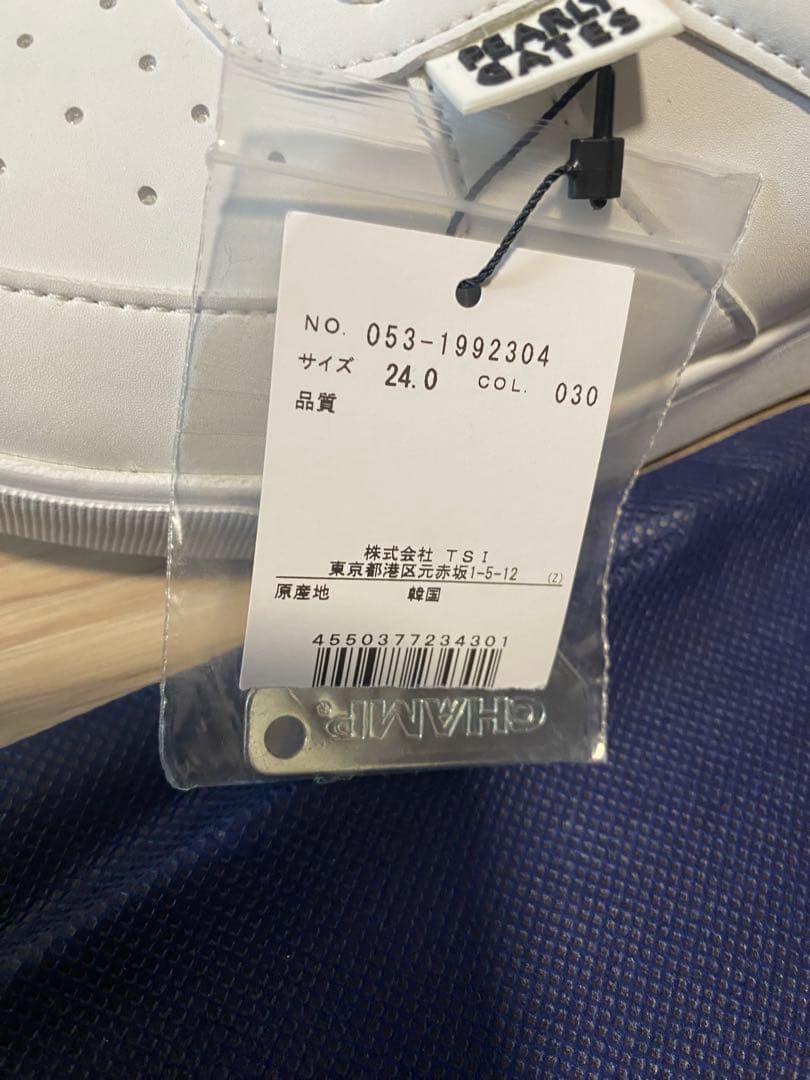 PEARLY
GATES
NO. 053-1992304
サイズ 24.0 COL. 030
品質
株式会社 TSI
東京都港区元赤坂1-5-12 (Z)
原産地 韓国
4550377234301
CHAMP®